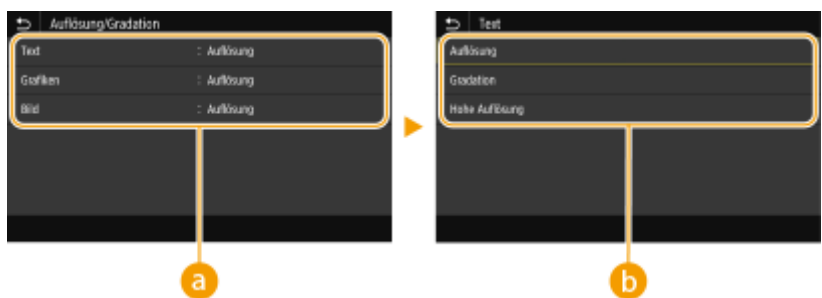 Auflösung/Gradation
Text : Auflösung
Grafiken : Auflösung
Bild : Auflösung
a
Text
Auflösung
Gradation
Hohe Auflösung
b